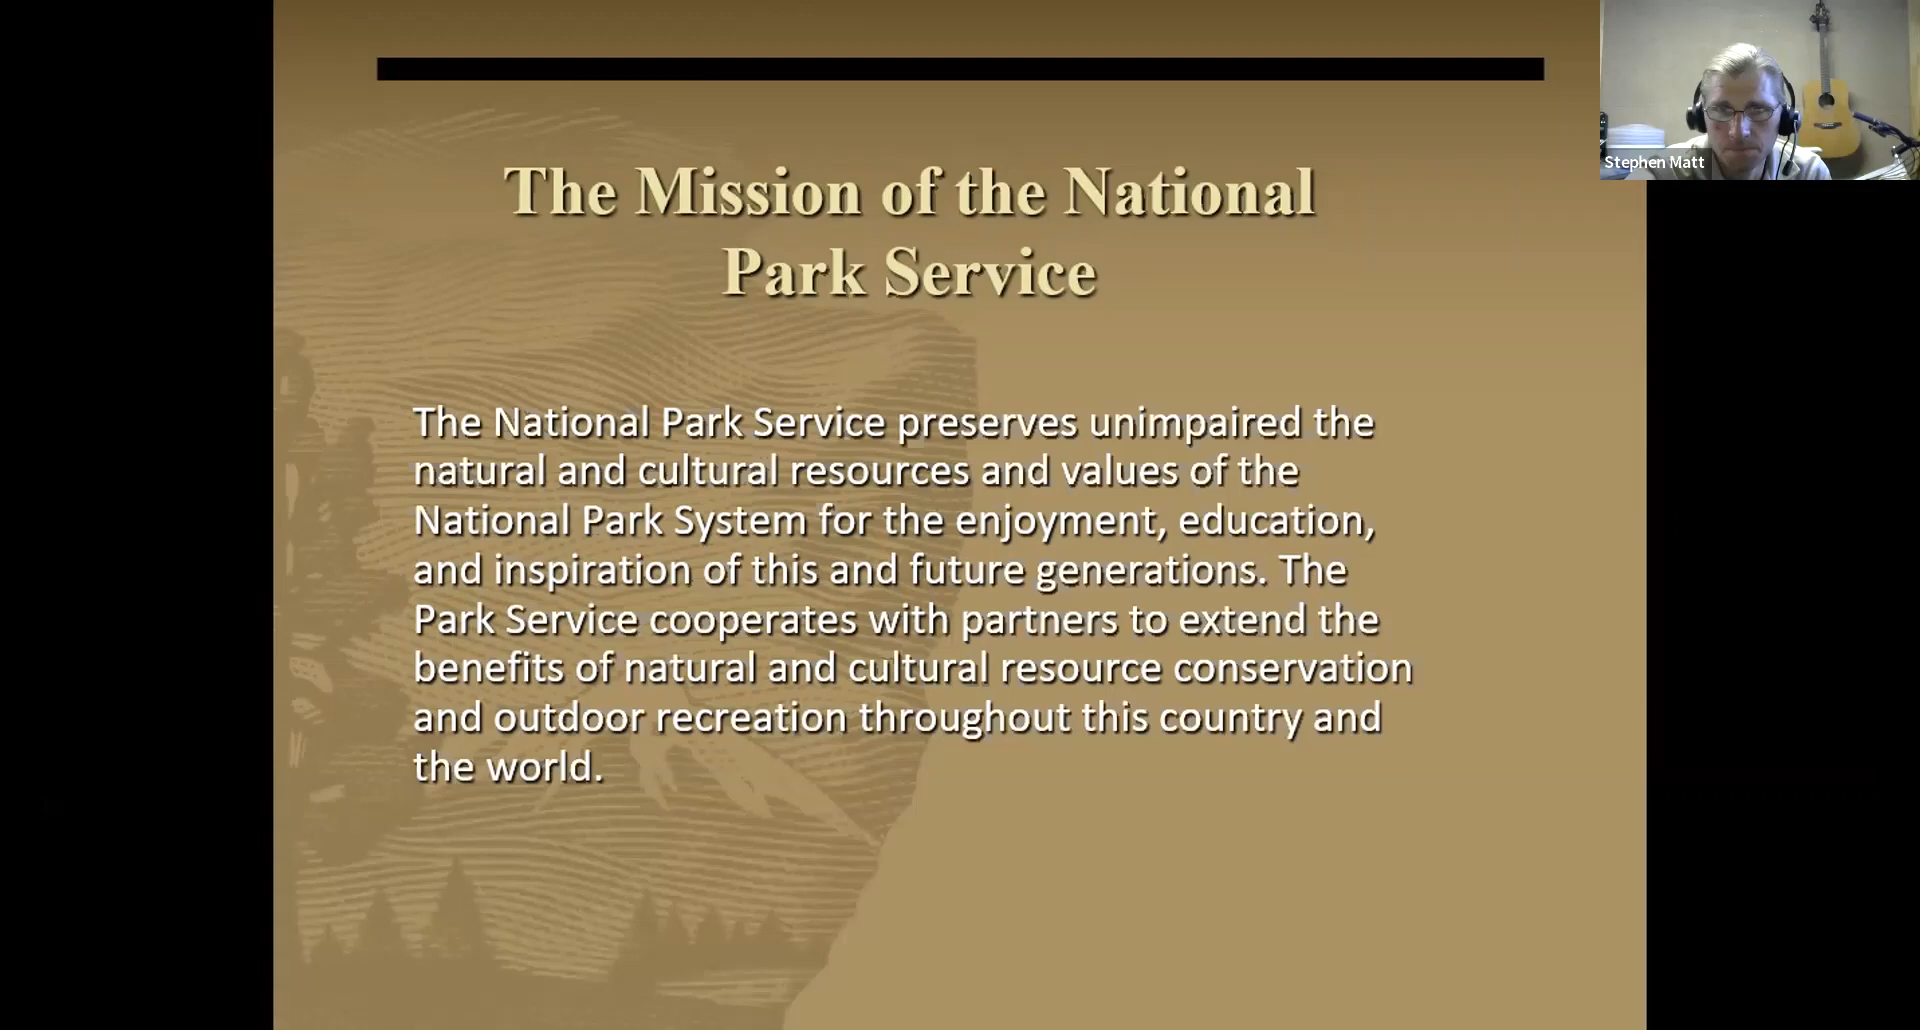 The Mission of the National
Park Service
The National Park Service preserves unimpaired the
natural and cultural resources and values of the
National Park System for the enjoyment, education,
and inspiration of this and future generations. The
Park Service cooperates with partners to extend the
benefits of natural and cultural resource conservation
and outdoor recreation throughout this country and
the world.
Stephen Matt